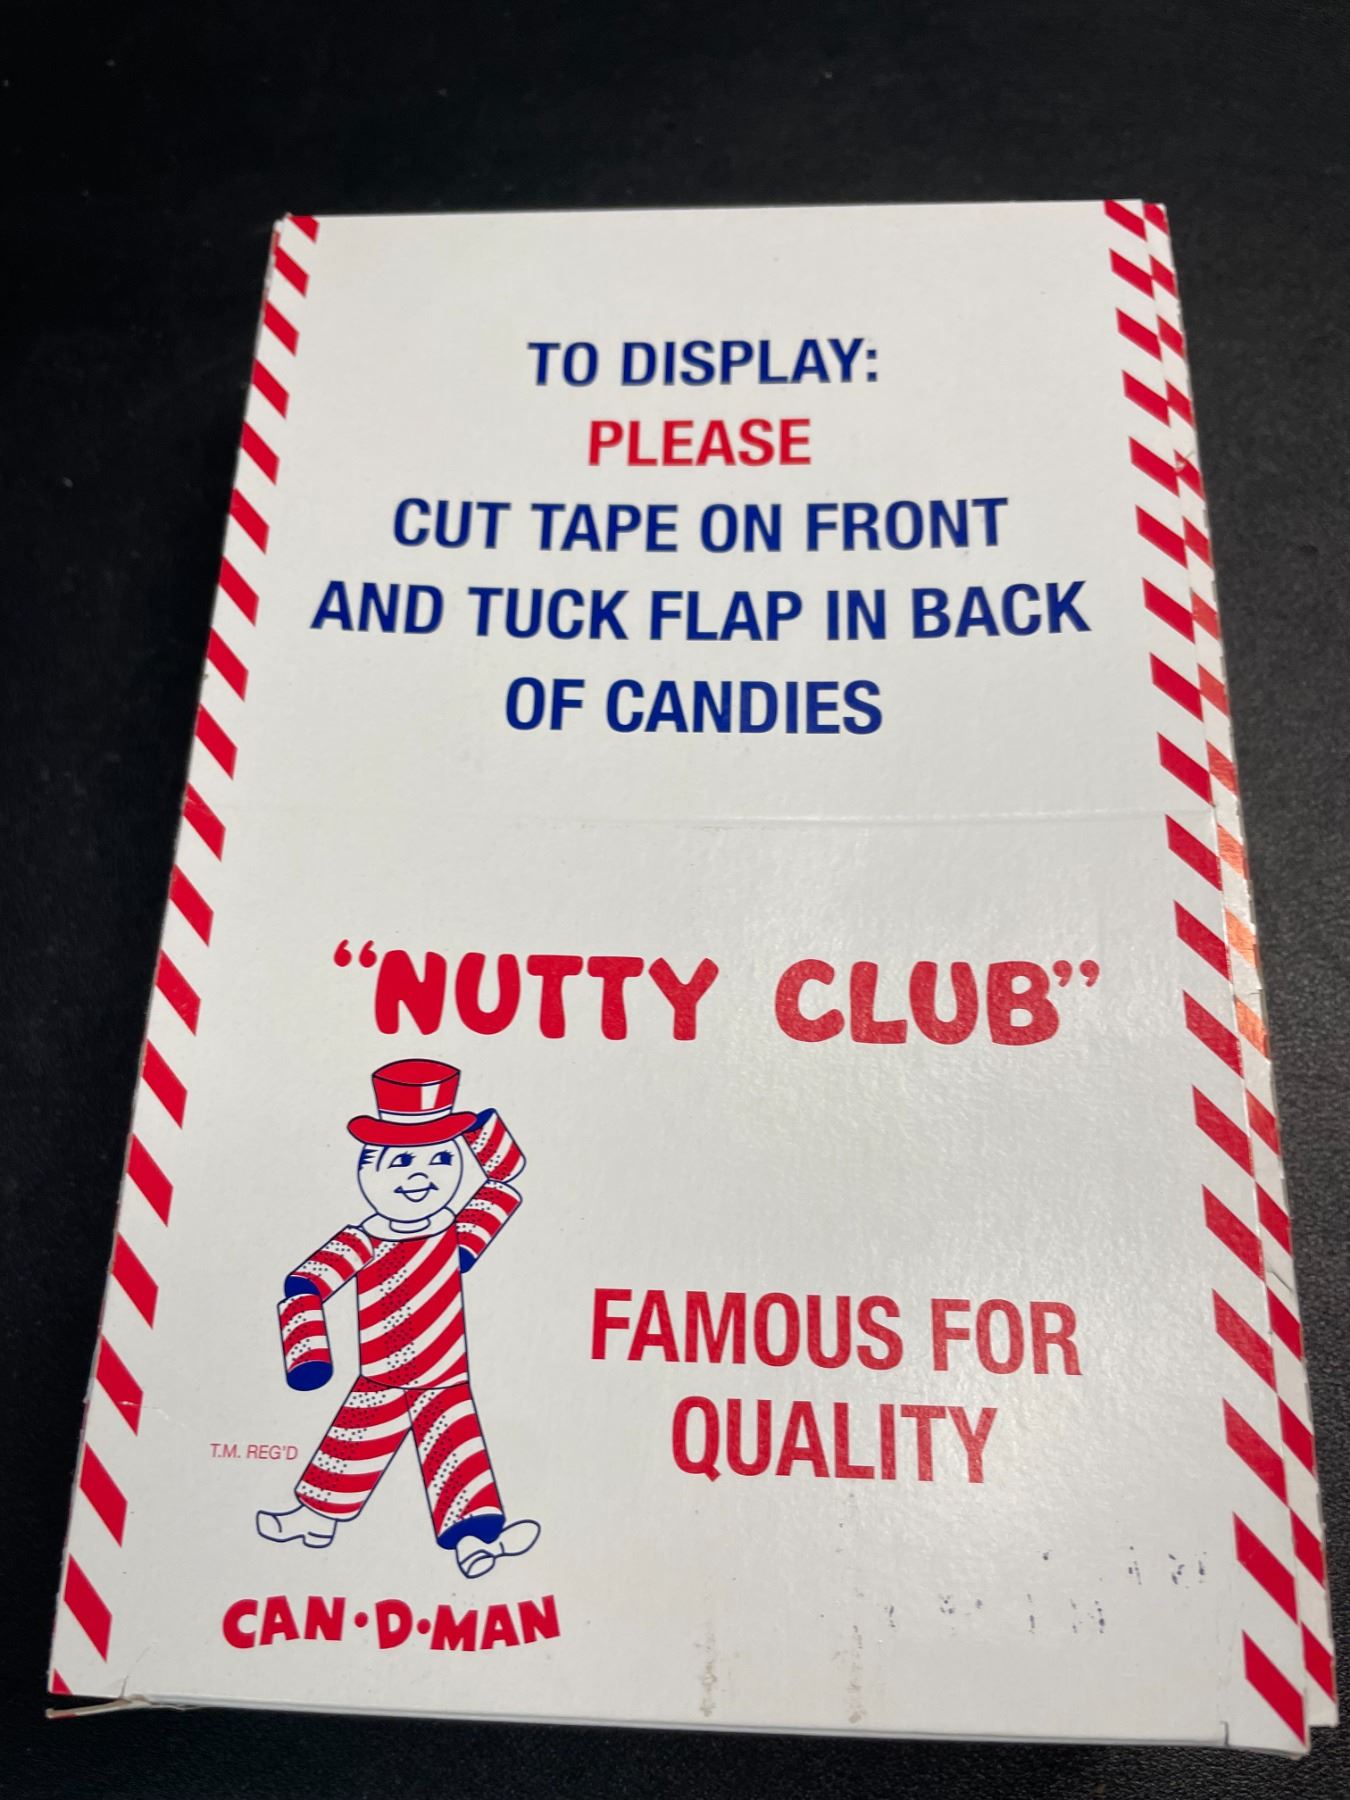 TO DISPLAY:
PLEASE
CUT TAPE ON FRONT
AND TUCK FLAP IN BACK
OF CANDIES
“NUTTY CLUB”
FAMOUS FOR
QUALITY
T.M. REG'D
CAN•D•MAN